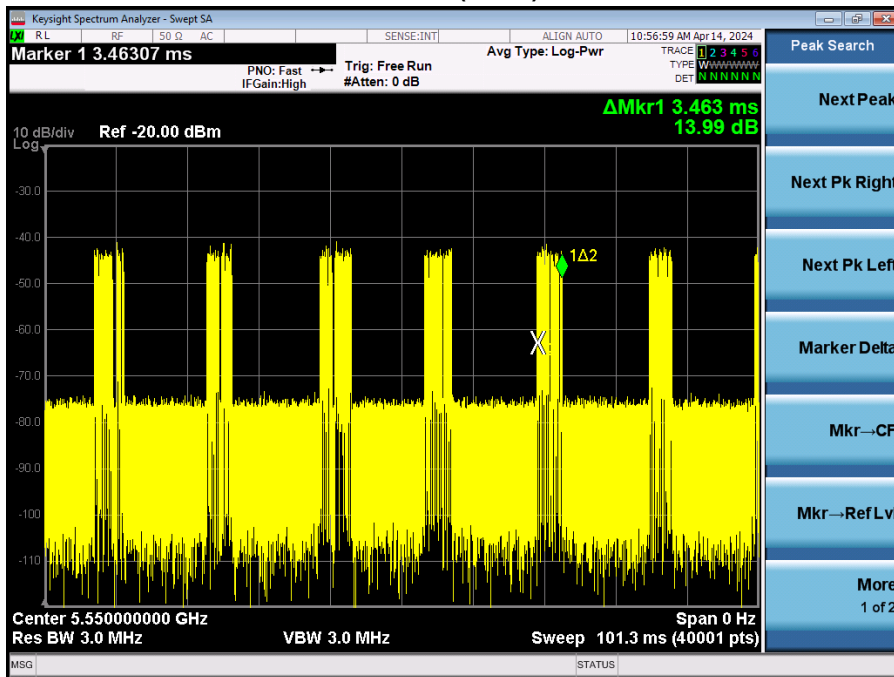 Keysight Spectrum Analyzer - Swept SA
LXI RL RF 50 Ω AC SENSE:INT ALIGN AUTO 10:56:59 AM Apr 14, 2024
Marker 1 3.46307 ms
PNO: Fast
IFGain:High
Trig: Free Run
#Atten: 0 dB
Avg Type: Log-Pwr
TRACE 1 2 3 4 5 6
TYPE WWWWWW
DET N N N N N N
ΔMkr1 3.463 ms
13.99 dB
10 dB/div Ref -20.00 dBm
Log
-30.0
-40.0
-50.0
-60.0
-70.0
-80.0
-90.0
-100
-110
1Δ2
X
Center 5.550000000 GHz Span 0 Hz
Res BW 3.0 MHz VBW 3.0 MHz Sweep 101.3 ms (40001 pts)
MSG STATUS
Peak Search
Next Peak
Next Pk Right
Next Pk Left
Marker Delta
Mkr→CF
Mkr→Ref Lvl
More
1 of 2